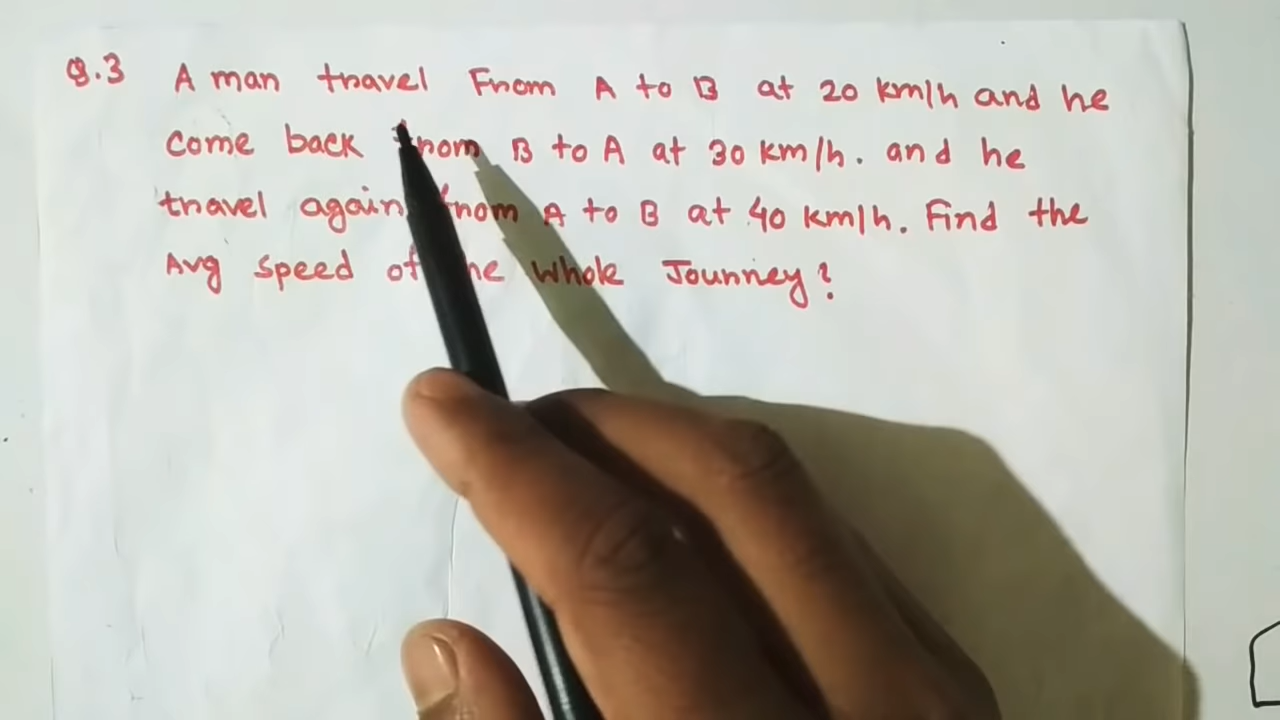 Q.3 A man travel From A to B at 20 km/h and he
come back from B to A at 30 km/h. and he
travel again from A to B at 40 km/h. Find the
Avg speed of the whole Journey?